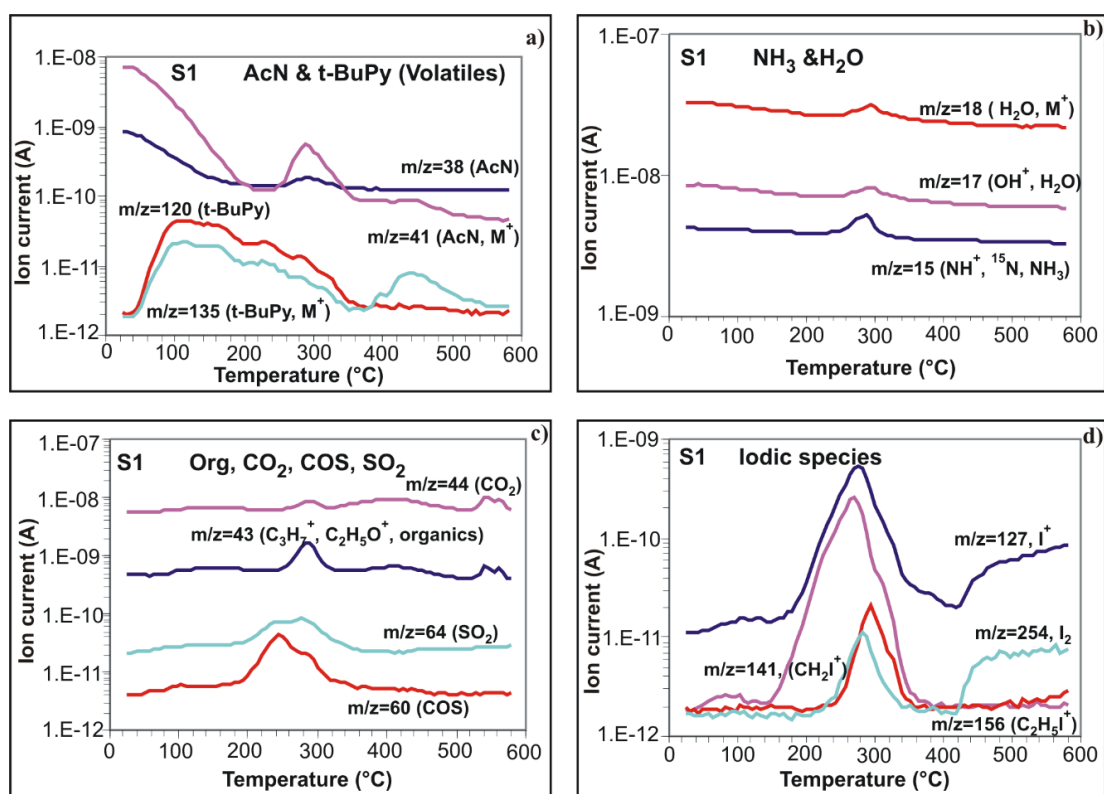 a)
S1 AcN & t-BuPy (Volatiles)
1.E-08
1.E-09
1.E-10
1.E-11
1.E-12
Ion current (A)
m/z=38 (AcN)
m/z=120 (t-BuPy)
m/z=41 (AcN, M⁺)
m/z=135 (t-BuPy, M⁺)
0 100 200 300 400 500 600
Temperature (°C)
b)
S1 NH₃ &H₂O
1.E-07
1.E-08
1.E-09
Ion current (A)
m/z=18 ( H₂O, M⁺)
m/z=17 (OH⁺, H₂O)
m/z=15 (NH⁺, ¹⁵N, NH₃)
0 100 200 300 400 500 600
Temperature (°C)
c)
S1 Org, CO₂, COS, SO₂
1.E-07
1.E-08
1.E-09
1.E-10
1.E-11
1.E-12
Ion current (A)
m/z=44 (CO₂)
m/z=43 (C₃H₇⁺, C₂H₅O⁺, organics)
m/z=64 (SO₂)
m/z=60 (COS)
0 100 200 300 400 500 600
Temperature (°C)
d)
S1 Iodic species
1.E-09
1.E-10
1.E-11
1.E-12
Ion current (A)
m/z=127, I⁺
m/z=254, I₂
m/z=141, (CH₂I⁺)
m/z=156 (C₂H₅I⁺)
0 100 200 300 400 500 600
Temperature (°C)